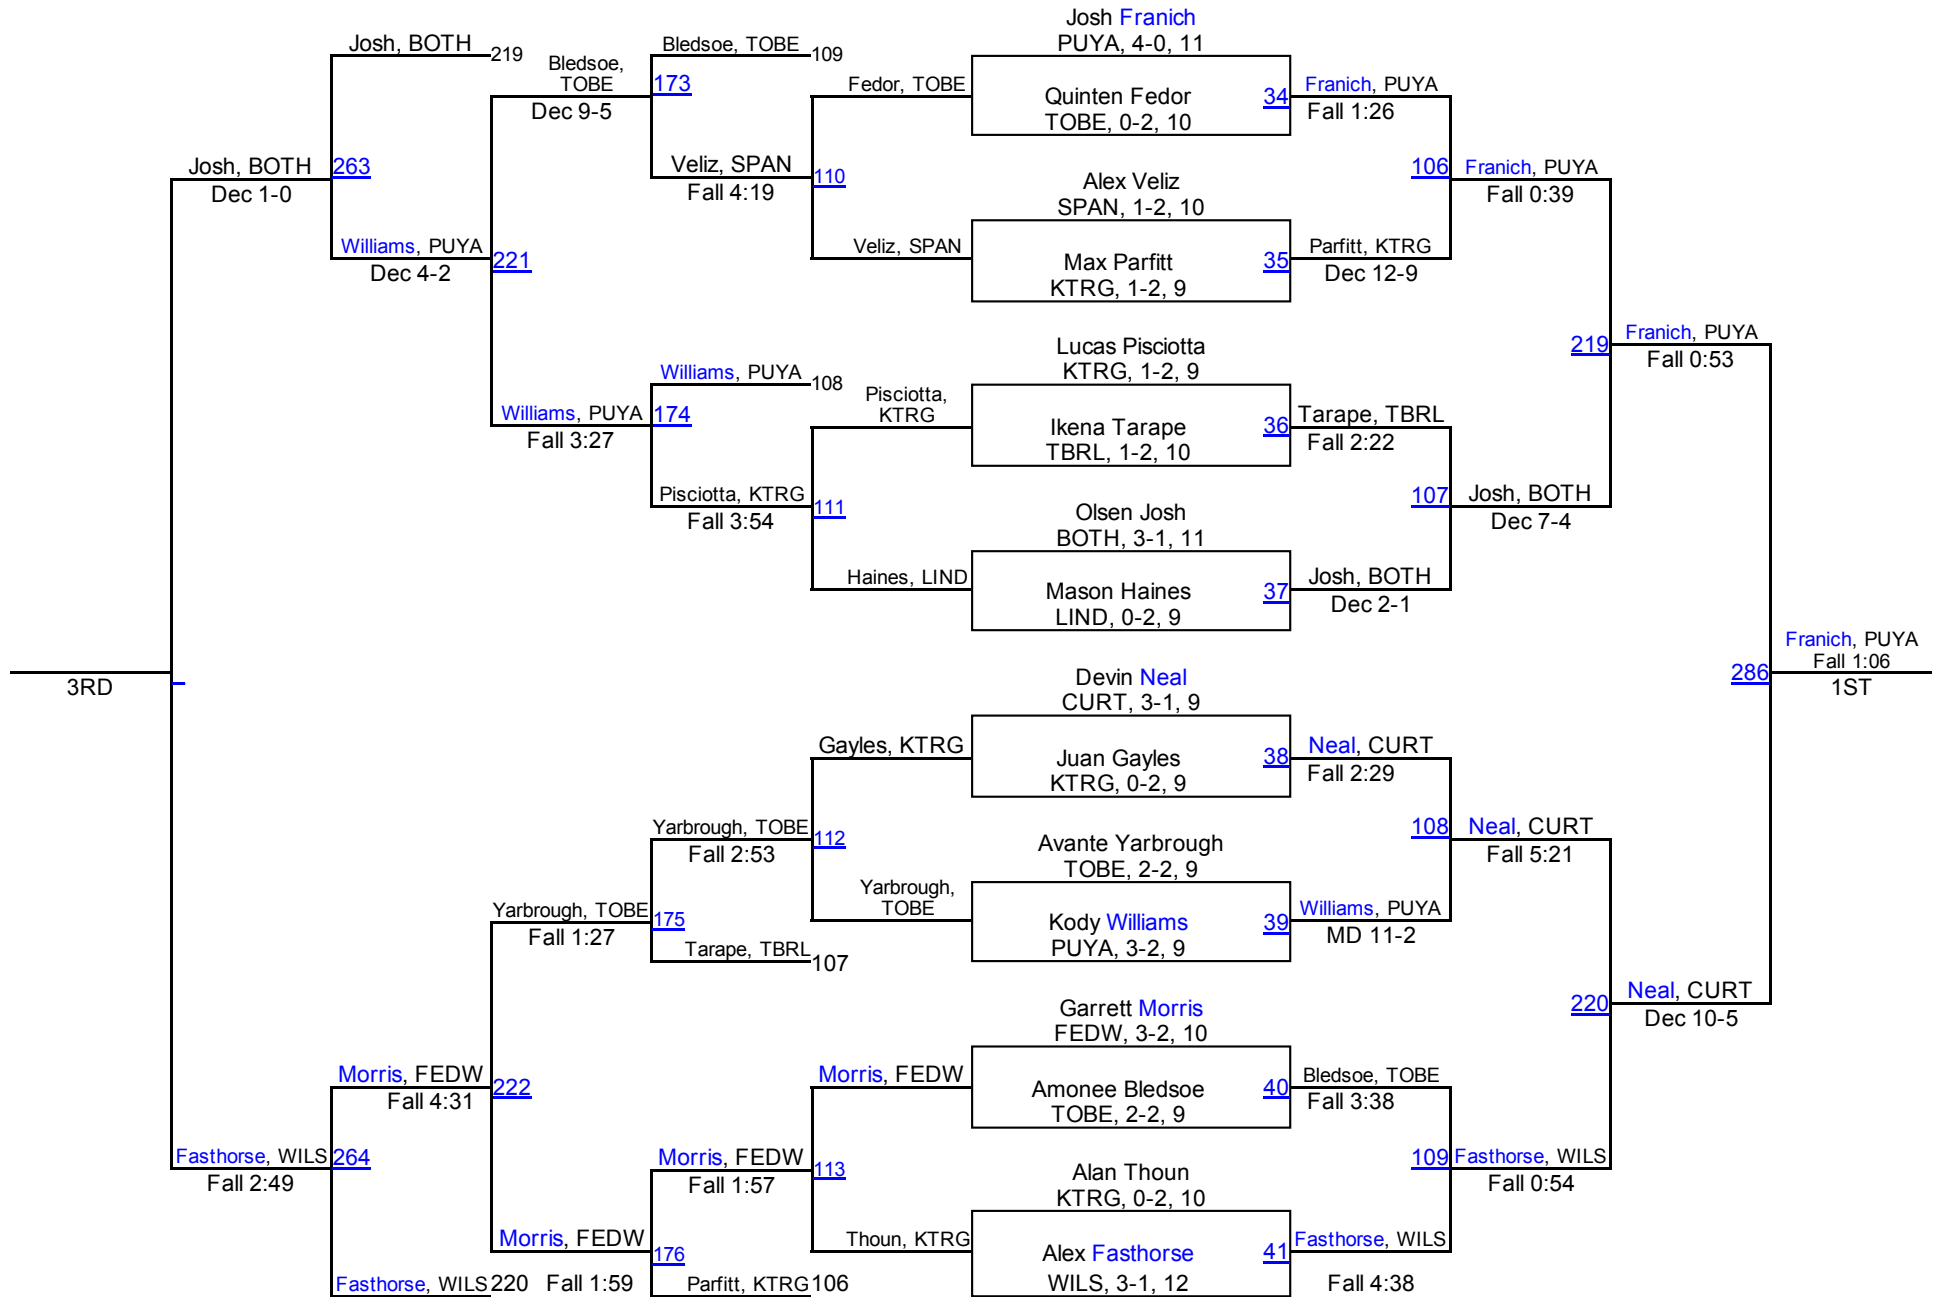 Josh Franich
PUYA, 4-0, 11
Josh, BOTH
219
Bledsoe,
TOBE
Dec 9-5
Bledsoe, TOBE
109
173
Fedor, TOBE
Quinten Fedor
TOBE, 0-2, 10
34
Franich, PUYA
Fall 1:26
Josh, BOTH
Dec 1-0
263
Veliz, SPAN
Fall 4:19
110
Alex Veliz
SPAN, 1-2, 10
106
Franich, PUYA
Fall 0:39
Williams, PUYA
Dec 4-2
221
Veliz, SPAN
Max Parfitt
KTRG, 1-2, 9
35
Parfitt, KTRG
Dec 12-9
Lucas Pisciotta
KTRG, 1-2, 9
219
Franich, PUYA
Fall 0:53
Williams, PUYA
108
Williams, PUYA
Fall 3:27
174
Pisciotta,
KTRG
Ikena Tarape
TBRL, 1-2, 10
36
Tarape, TBRL
Fall 2:22
Pisciotta, KTRG
Fall 3:54
111
Olsen Josh
BOTH, 3-1, 11
107
Josh, BOTH
Dec 7-4
Haines, LIND
Mason Haines
LIND, 0-2, 9
37
Josh, BOTH
Dec 2-1
3RD
Devin Neal
CURT, 3-1, 9
286
Franich, PUYA
Fall 1:06
1ST
Gayles, KTRG
Juan Gayles
KTRG, 0-2, 9
38
Neal, CURT
Fall 2:29
Yarbrough, TOBE
Fall 2:53
112
Avante Yarbrough
TOBE, 2-2, 9
108
Neal, CURT
Fall 5:21
Yarbrough, TOBE
Fall 1:27
175
Tarape, TBRL
107
Yarbrough,
TOBE
Kody Williams
PUYA, 3-2, 9
39
Williams, PUYA
MD 11-2
Garrett Morris
FEDW, 3-2, 10
220
Neal, CURT
Dec 10-5
Morris, FEDW
Fall 4:31
222
Morris, FEDW
Amonee Bledsoe
TOBE, 2-2, 9
40
Bledsoe, TOBE
Fall 3:38
Fasthorse, WILS
Fall 2:49
264
Morris, FEDW
Fall 1:57
113
Alan Thoun
KTRG, 0-2, 10
109
Fasthorse, WILS
Fall 0:54
Morris, FEDW
Fall 1:59
176
Thoun, KTRG
Alex Fasthorse
WILS, 3-1, 12
41
Fasthorse, WILS
Fall 4:38
Fasthorse, WILS
220
Parfitt, KTRG
106